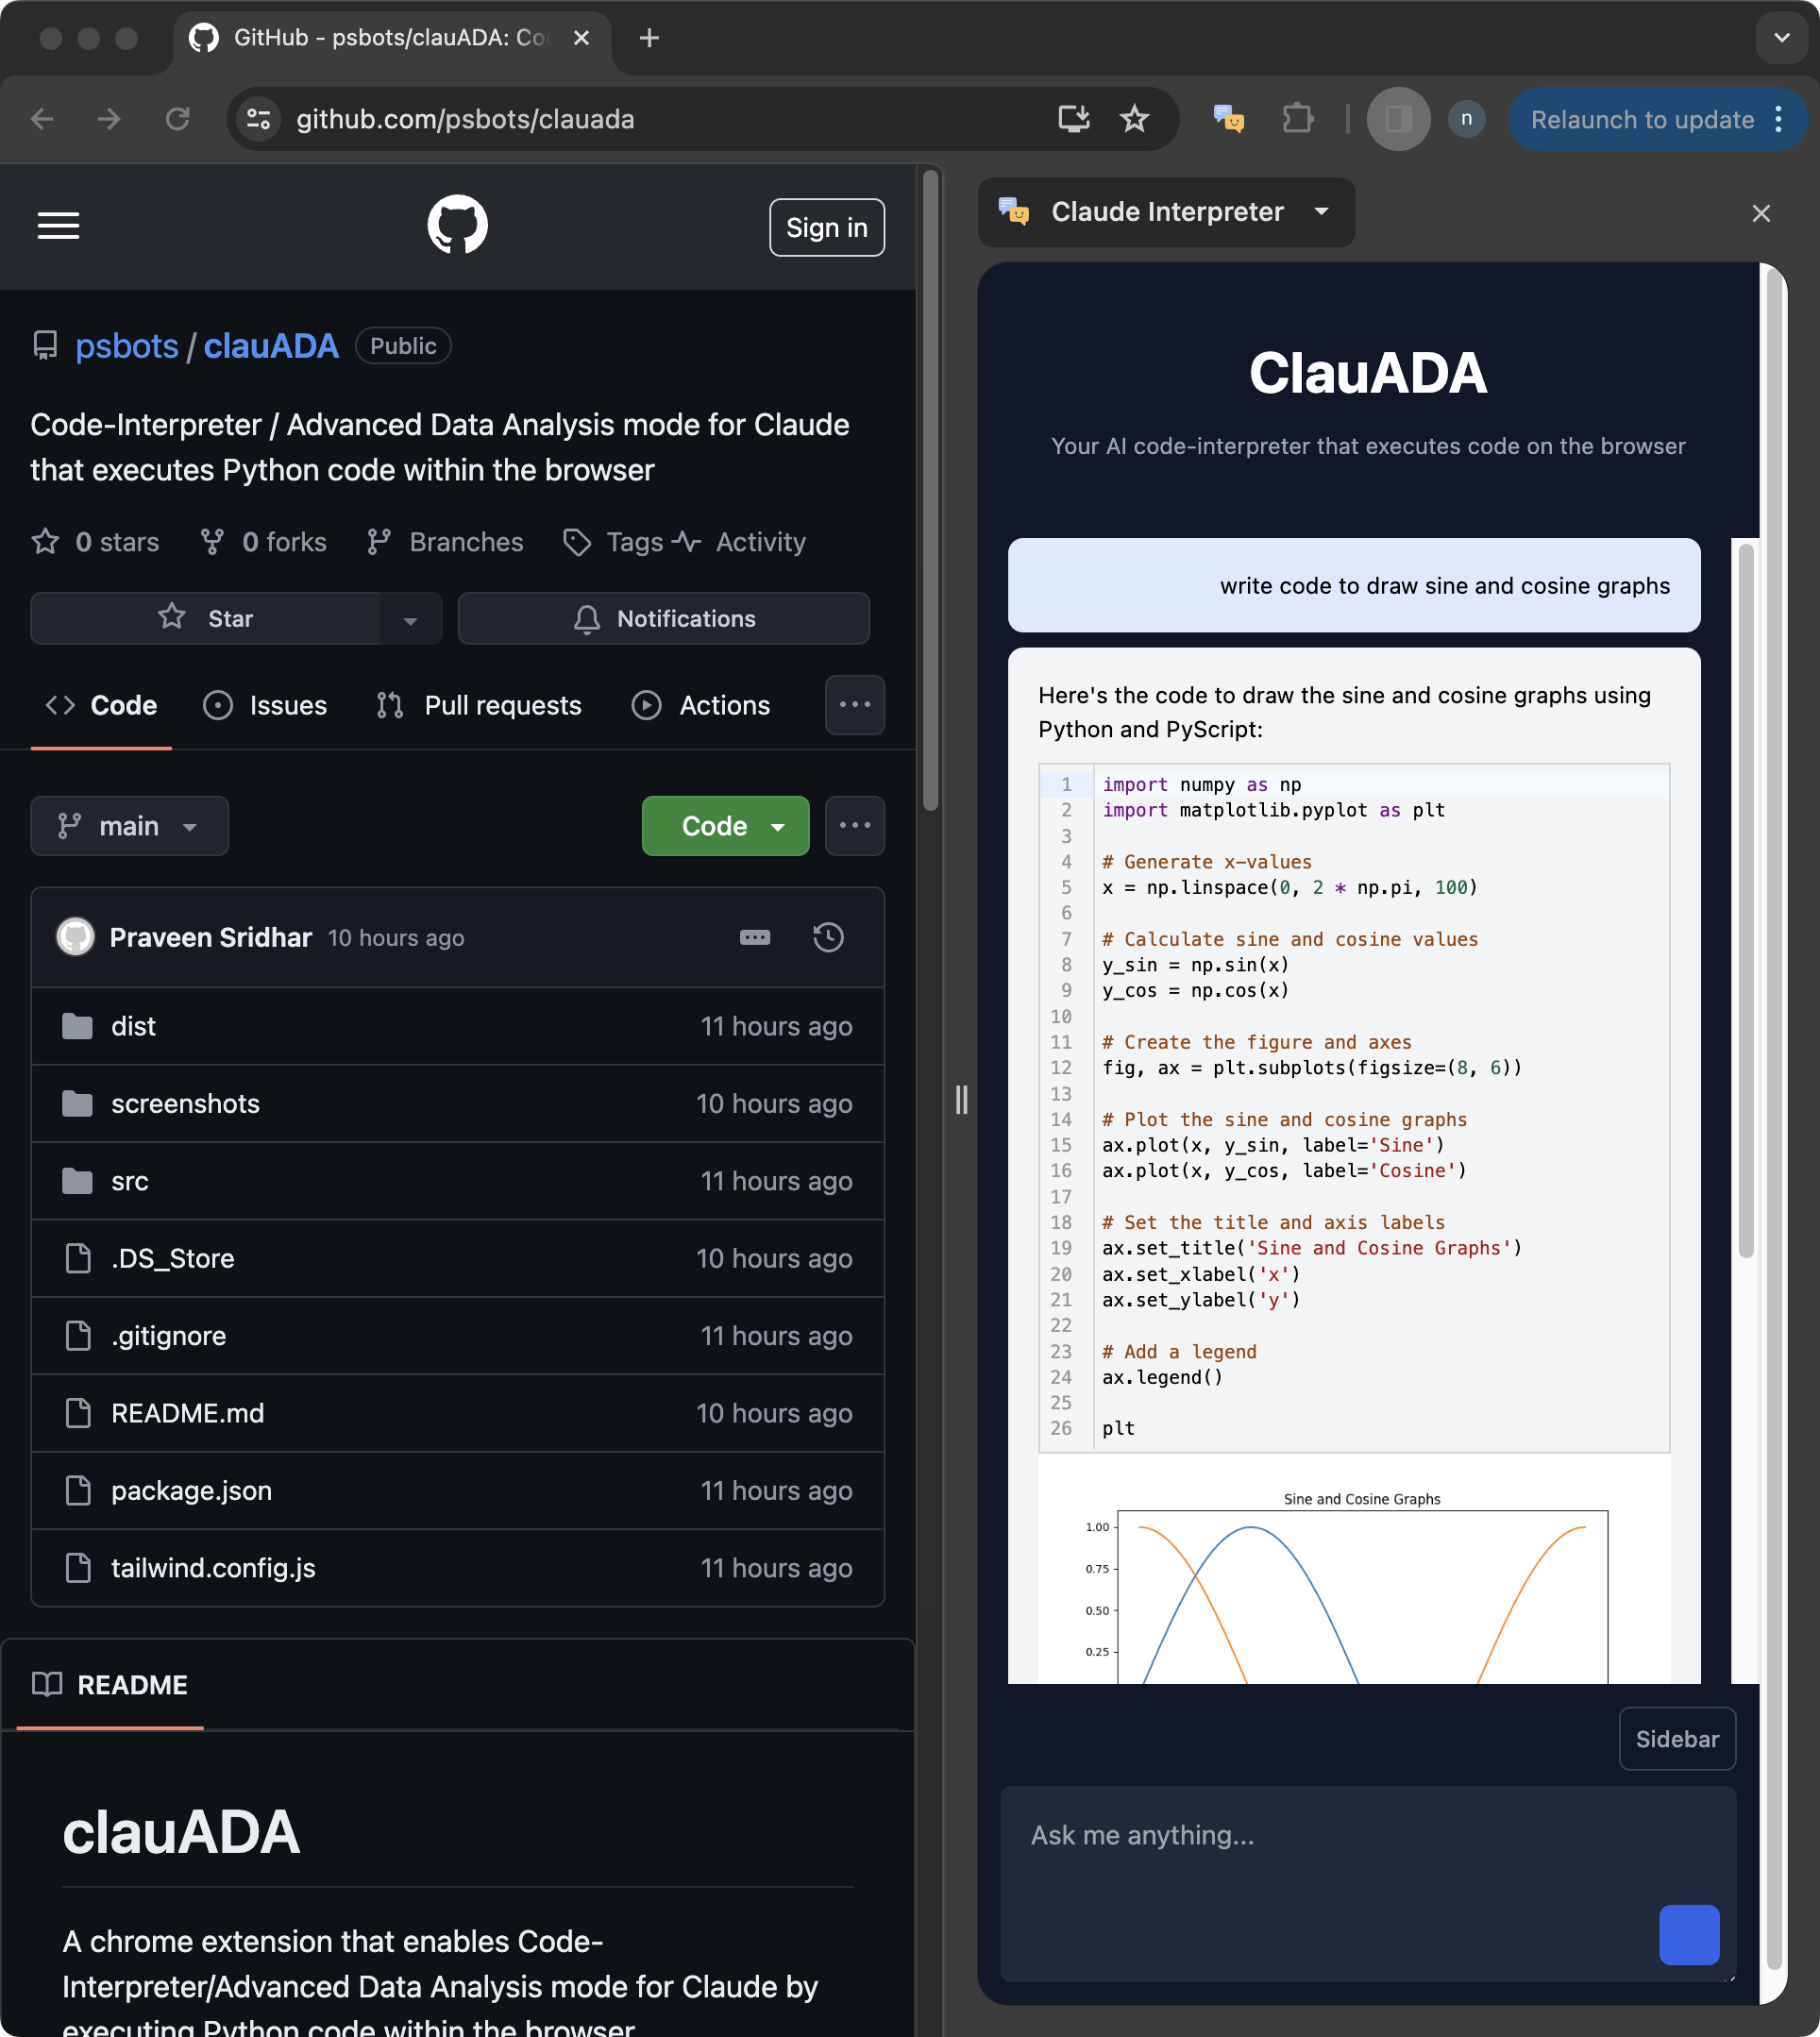 GitHub - psbots/clauADA: Co
github.com/psbots/clauada
n
Relaunch to update
Sign in
psbots / clauADA Public
Code-Interpreter / Advanced Data Analysis mode for Claude
that executes Python code within the browser
0 stars 0 forks Branches Tags Activity
Star Notifications
Code Issues Pull requests Actions
main Code
Praveen Sridhar 10 hours ago
dist 11 hours ago
screenshots 10 hours ago
src 11 hours ago
.DS_Store 10 hours ago
.gitignore 11 hours ago
README.md 10 hours ago
package.json 11 hours ago
tailwind.config.js 11 hours ago
README
clauADA
A chrome extension that enables Code-
Interpreter/Advanced Data Analysis mode for Claude by
executing Python code within the browser
Claude Interpreter
ClauADA
Your AI code-interpreter that executes code on the browser
write code to draw sine and cosine graphs
Here's the code to draw the sine and cosine graphs using
Python and PyScript:
1 import numpy as np
2 import matplotlib.pyplot as plt
3
4 # Generate x-values
5 x = np.linspace(0, 2 * np.pi, 100)
6
7 # Calculate sine and cosine values
8 y_sin = np.sin(x)
9 y_cos = np.cos(x)
10
11 # Create the figure and axes
12 fig, ax = plt.subplots(figsize=(8, 6))
13
14 # Plot the sine and cosine graphs
15 ax.plot(x, y_sin, label='Sine')
16 ax.plot(x, y_cos, label='Cosine')
17
18 # Set the title and axis labels
19 ax.set_title('Sine and Cosine Graphs')
20 ax.set_xlabel('x')
21 ax.set_ylabel('y')
22
23 # Add a legend
24 ax.legend()
25
26 plt
Sine and Cosine Graphs
1.00
0.75
0.50
0.25
Sidebar
Ask me anything...